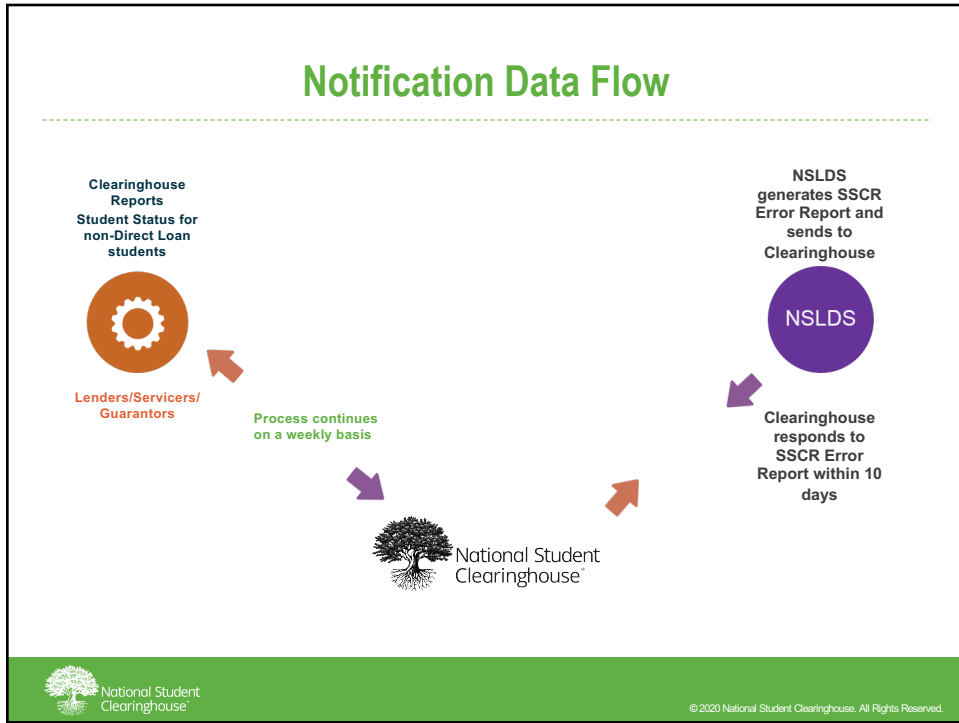 Notification Data Flow
Clearinghouse
Reports
Student Status for
non-Direct Loan
students
Lenders/Servicers/
Guarantors
Process continues
on a weekly basis
National Student
Clearinghouse®
NSLDS
generates SSCR
Error Report and
sends to
Clearinghouse
NSLDS
Clearinghouse
responds to
SSCR Error
Report within 10
days
National Student
Clearinghouse®
© 2020 National Student Clearinghouse. All Rights Reserved.